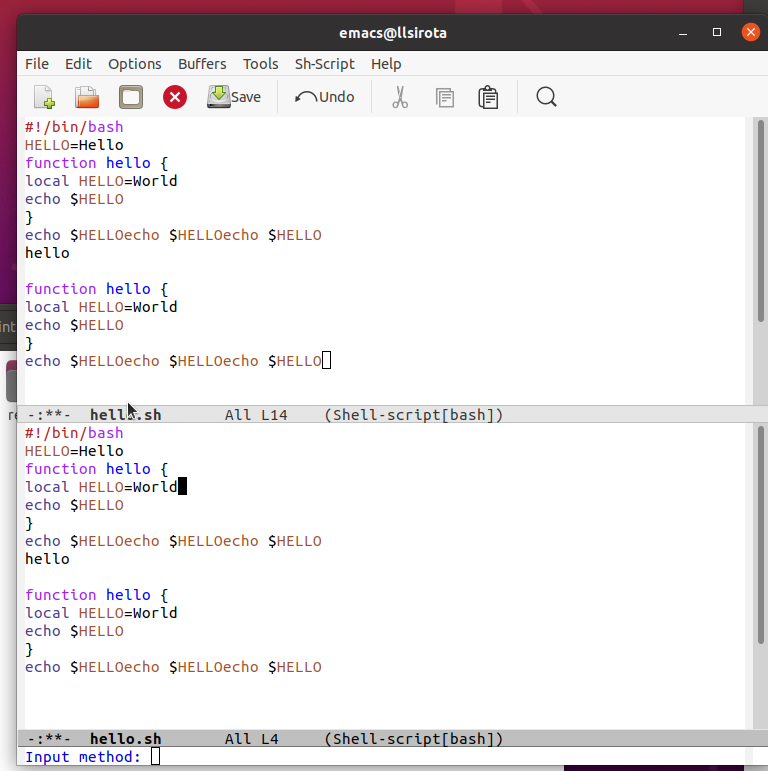 emacs@llsirota
File Edit Options Buffers Tools Sh-Script Help
Save Undo
#!/bin/bash
HELLO=Hello
function hello {
local HELLO=World
echo $HELLO
}
echo $HELLOecho $HELLOecho $HELLO
hello

function hello {
local HELLO=World
echo $HELLO
}
echo $HELLOecho $HELLOecho $HELLO
-:**- hello.sh All L14 (Shell-script[bash])
#!/bin/bash
HELLO=Hello
function hello {
local HELLO=World
echo $HELLO
}
echo $HELLOecho $HELLOecho $HELLO
hello

function hello {
local HELLO=World
echo $HELLO
}
echo $HELLOecho $HELLOecho $HELLO
-:**- hello.sh All L4 (Shell-script[bash])
Input method: